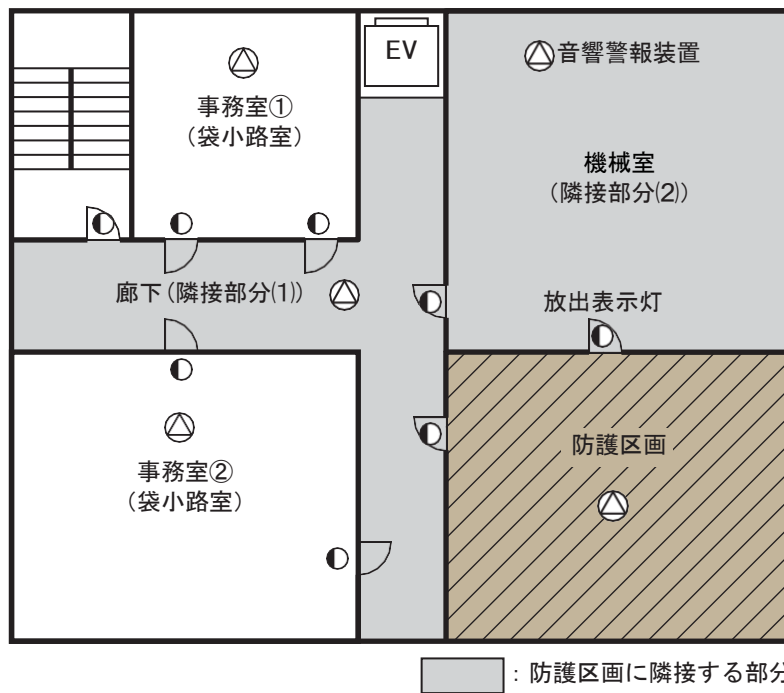 EV
音響警報装置
事務室①
（袋小路室）
機械室
（隣接部分⑵）
廊下（隣接部分⑴）
放出表示灯
防護区画
事務室②
（袋小路室）
：防護区画に隣接する部分